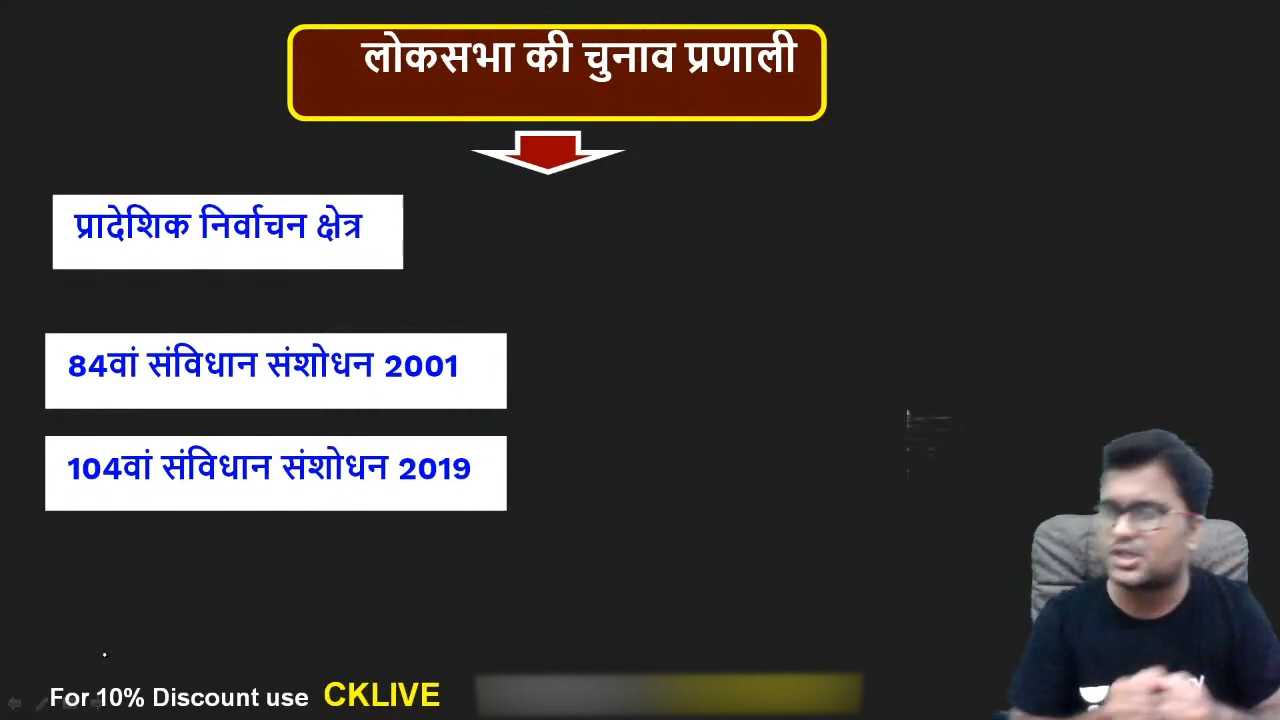 लोकसभा की चुनाव प्रणाली
प्रादेशिक निर्वाचन क्षेत्र
84वां संविधान संशोधन 2001
104वां संविधान संशोधन 2019
For 10% Discount use CKLIVE